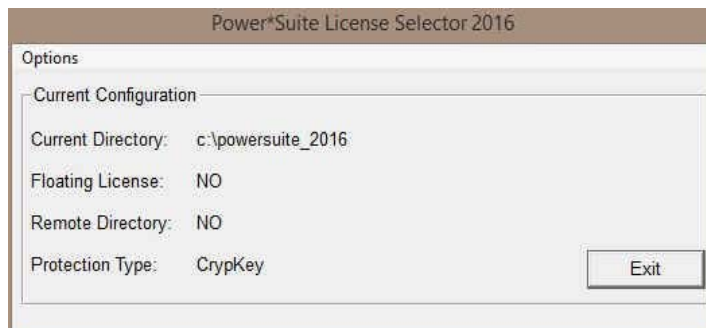 Power*Suite License Selector 2016
Options
Current Configuration
Current Directory: c:\powersuite_2016
Floating License: NO
Remote Directory: NO
Protection Type: CrypKey
Exit